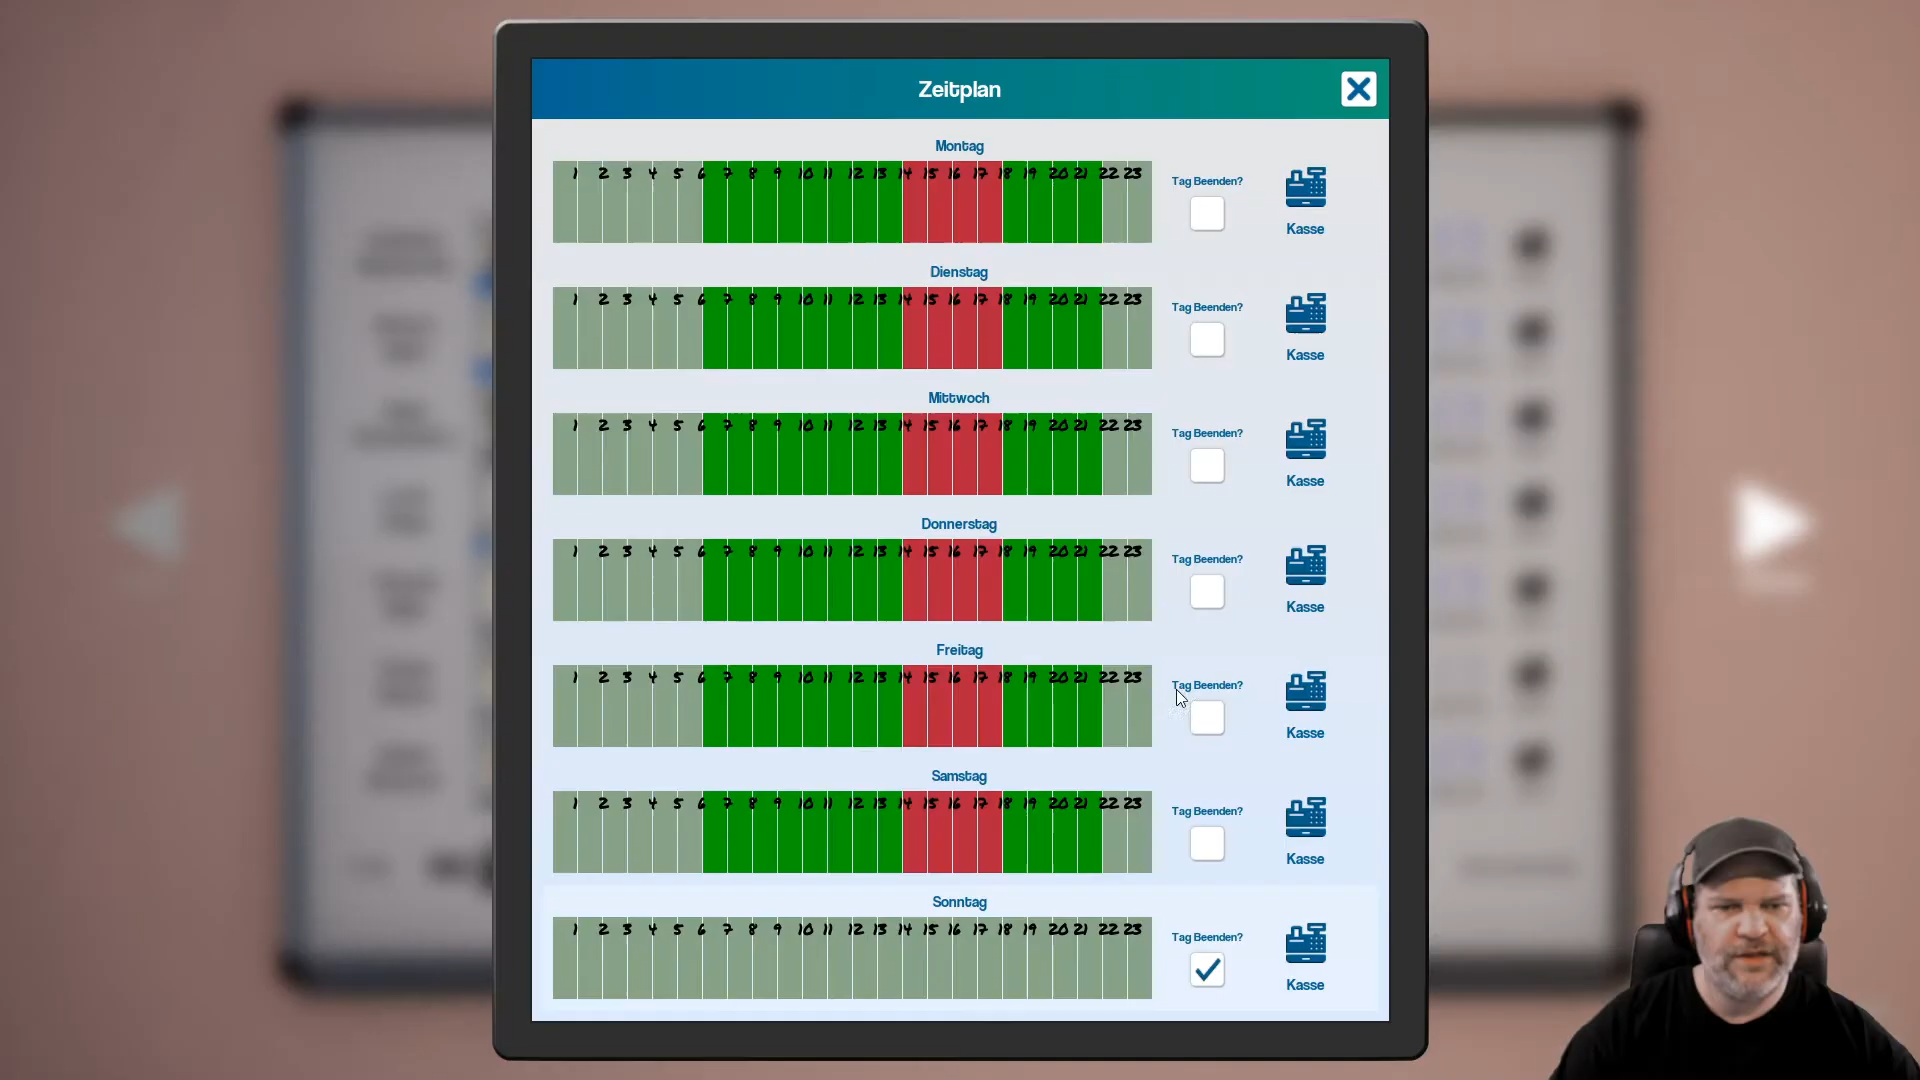 Zeitplan
Montag
1 2 3 4 5 6 7 8 9 10 11 12 13 14 15 16 17 18 19 20 21 22 23
Tag Beenden?
Kasse
Dienstag
1 2 3 4 5 6 7 8 9 10 11 12 13 14 15 16 17 18 19 20 21 22 23
Tag Beenden?
Kasse
Mittwoch
1 2 3 4 5 6 7 8 9 10 11 12 13 14 15 16 17 18 19 20 21 22 23
Tag Beenden?
Kasse
Donnerstag
1 2 3 4 5 6 7 8 9 10 11 12 13 14 15 16 17 18 19 20 21 22 23
Tag Beenden?
Kasse
Freitag
1 2 3 4 5 6 7 8 9 10 11 12 13 14 15 16 17 18 19 20 21 22 23
Tag Beenden?
Kasse
Samstag
1 2 3 4 5 6 7 8 9 10 11 12 13 14 15 16 17 18 19 20 21 22 23
Tag Beenden?
Kasse
Sonntag
1 2 3 4 5 6 7 8 9 10 11 12 13 14 15 16 17 18 19 20 21 22 23
Tag Beenden?
Kasse